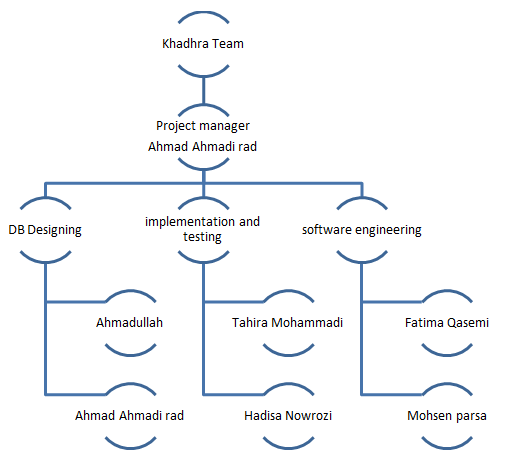 Khadhra Team
Project manager
Ahmad Ahmadi rad
DB Designing
implementation and
testing
software engineering
Ahmadullah
Tahira Mohammadi
Fatima Qasemi
Ahmad Ahmadi rad
Hadisa Nowrozi
Mohsen parsa